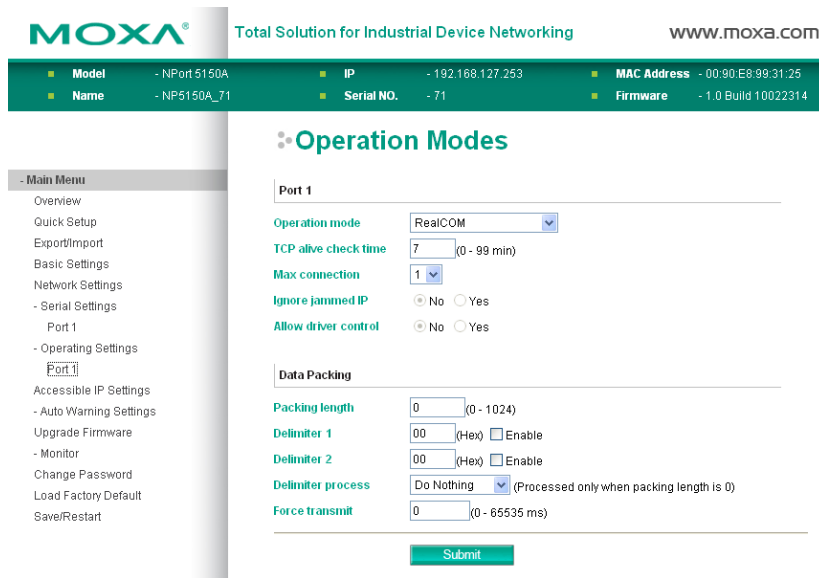 MOXA®
Total Solution for Industrial Device Networking
www.moxa.com
Model - NPort 5150A
IP - 192.168.127.253
MAC Address - 00:90:E8:99:31:25
Name - NP5150A_71
Serial NO. - 71
Firmware - 1.0 Build 10022314
Operation Modes
- Main Menu
Overview
Quick Setup
Export/Import
Basic Settings
Network Settings
- Serial Settings
Port 1
- Operating Settings
Port 1
Accessible IP Settings
- Auto Warning Settings
Upgrade Firmware
- Monitor
Change Password
Load Factory Default
Save/Restart
Port 1
Operation mode RealCOM
TCP alive check time 7 (0 - 99 min)
Max connection 1
Ignore jammed IP No Yes
Allow driver control No Yes
Data Packing
Packing length 0 (0 - 1024)
Delimiter 1 00 (Hex) Enable
Delimiter 2 00 (Hex) Enable
Delimiter process Do Nothing (Processed only when packing length is 0)
Force transmit 0 (0 - 65535 ms)
Submit